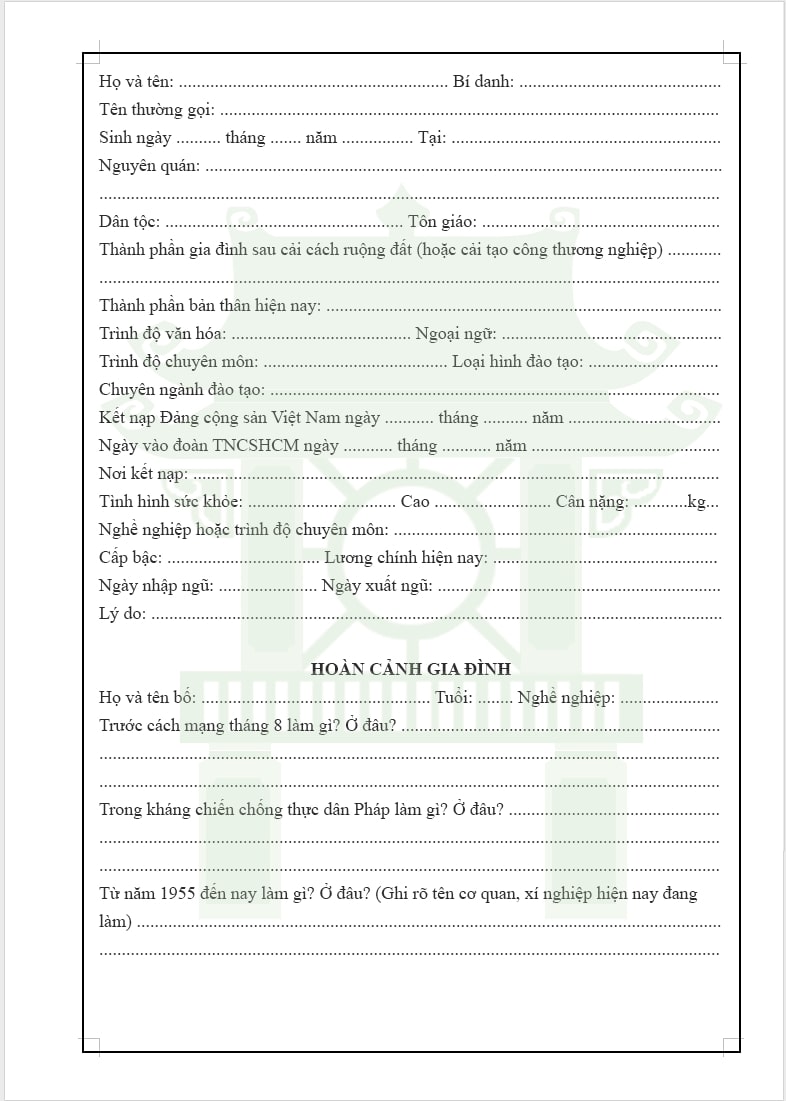 Họ và tên: ............................................................ Bí danh: .............................................
Tên thường gọi: ...............................................................................................................
Sinh ngày .......... tháng ....... năm ................ Tại: ............................................................
Nguyên quán: ...................................................................................................................
..........................................................................................................................................
Dân tộc: ..................................................... Tôn giáo: .....................................................
Thành phần gia đình sau cải cách ruộng đất (hoặc cải tạo công thương nghiệp) ............
..........................................................................................................................................
Thành phần bản thân hiện nay: ........................................................................................
Trình độ văn hóa: ........................................ Ngoại ngữ: .................................................
Trình độ chuyên môn: ......................................... Loại hình đào tạo: .............................
Chuyên ngành đào tạo: ....................................................................................................
Kết nạp Đảng cộng sản Việt Nam ngày ........... tháng .......... năm ..................................
Ngày vào đoàn TNCSHCM ngày ........... tháng ........... năm ..........................................
Nơi kết nạp: .....................................................................................................................
Tình hình sức khỏe: ................................. Cao .......................... Cân nặng: ............kg...
Nghề nghiệp hoặc trình độ chuyên môn: ........................................................................
Cấp bậc: .................................. Lương chính hiện nay: ..................................................
Ngày nhập ngũ: ...................... Ngày xuất ngũ: ...............................................................
Lý do: ...............................................................................................................................
HOÀN CẢNH GIA ĐÌNH
Họ và tên bố: ................................................... Tuổi: ........ Nghề nghiệp: ......................
Trước cách mạng tháng 8 làm gì? Ở đâu? .......................................................................
..........................................................................................................................................
..........................................................................................................................................
Trong kháng chiến chống thực dân Pháp làm gì? Ở đâu? ...............................................
..........................................................................................................................................
..........................................................................................................................................
Từ năm 1955 đến nay làm gì? Ở đâu? (Ghi rõ tên cơ quan, xí nghiệp hiện nay đang
làm) ..................................................................................................................................
..........................................................................................................................................